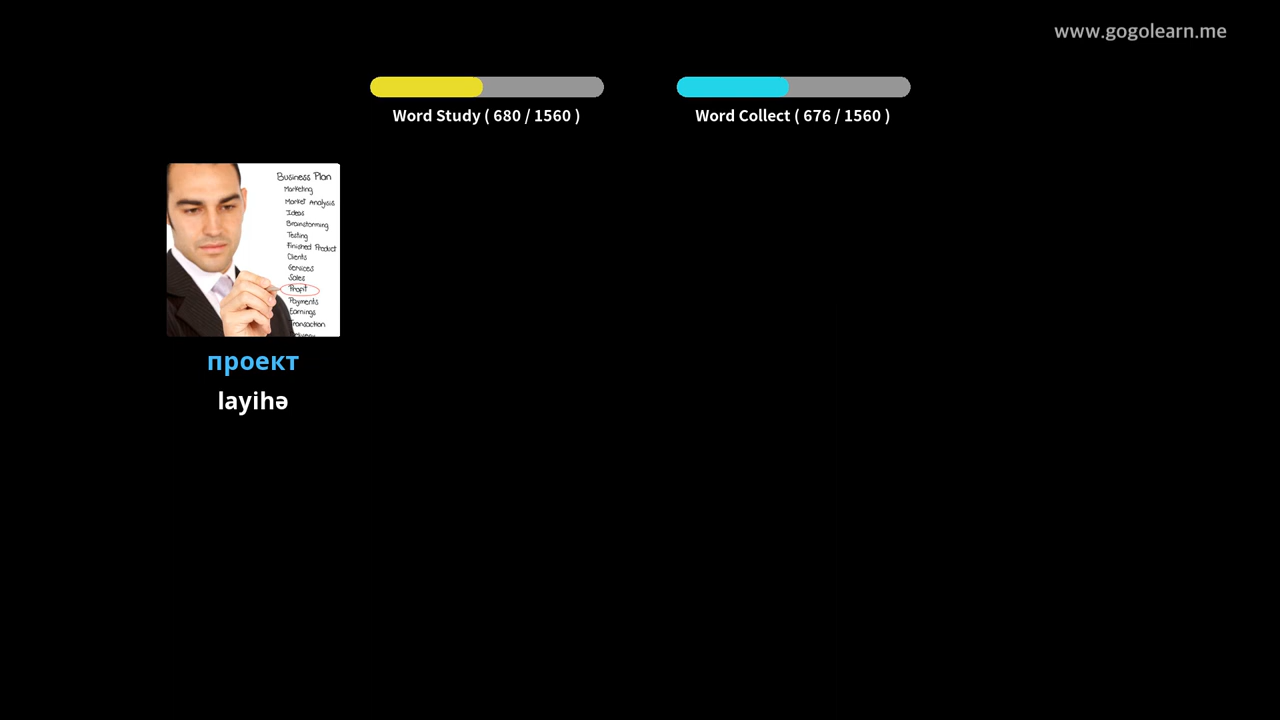 www.gogolearn.me
Word Study ( 680 / 1560 )
Word Collect ( 676 / 1560 )
Business Plan
Marketing
Market Analysis
Ideas
Brainstorming
Testing
Finished Product
Clients
Services
Sales
Profit
Payments
Earnings
Transaction
Delivery
проект
layihə